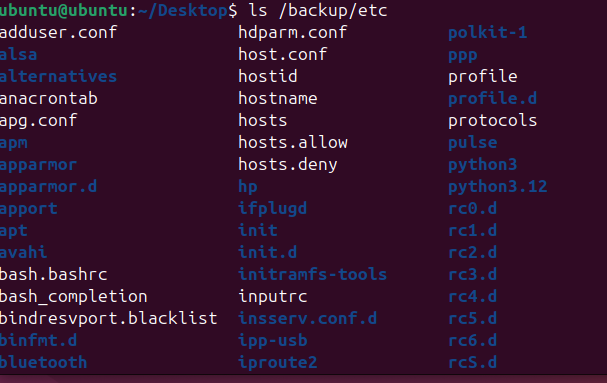 ubuntu@ubuntu:~/Desktop$ ls /backup/etc
adduser.conf hdparm.conf polkit-1
alsa host.conf ppp
alternatives hostid profile
anacrontab hostname profile.d
apg.conf hosts protocols
apm hosts.allow pulse
apparmor hosts.deny python3
apparmor.d hp python3.12
apport ifplugd rc0.d
apt init rc1.d
avahi init.d rc2.d
bash.bashrc initramfs-tools rc3.d
bash_completion inputrc rc4.d
bindresvport.blacklist insserv.conf.d rc5.d
binfmt.d ipp-usb rc6.d
bluetooth iproute2 rcS.d